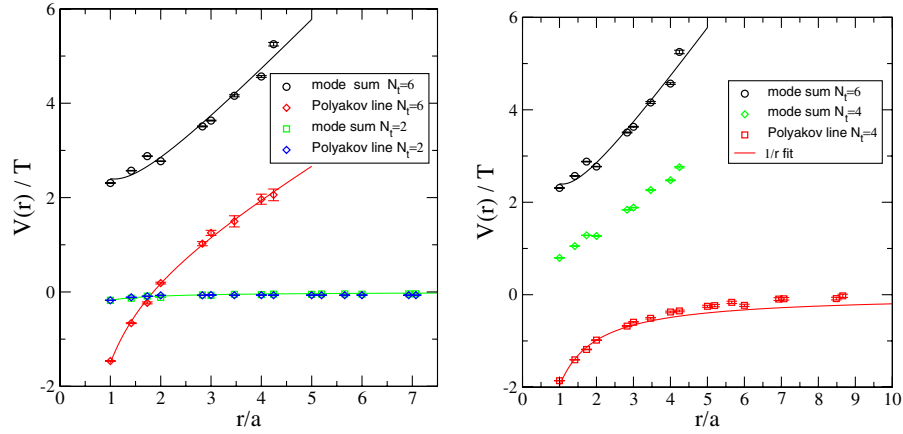 6
4
2
0
-2
V(r) / T
0
1
2
3
4
5
6
7
r/a
mode sum N_t=6
Polyakov line N_t=6
mode sum N_t=2
Polyakov line N_t=2
6
4
2
0
-2
V(r) / T
0
1
2
3
4
5
6
7
8
9
10
r/a
mode sum N_t=6
mode sum N_t=4
Polyakov line N_t=4
1/r fit